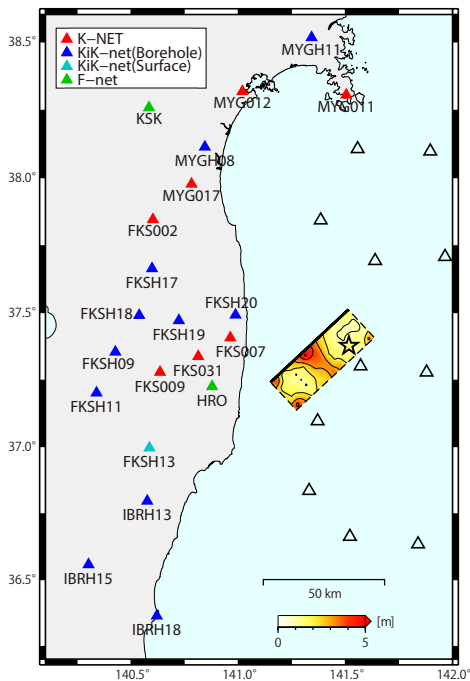 38.5°
K−NET
KiK−net(Borehole)
KiK−net(Surface)
F−net
MYGH11
MYG012
MYG011
KSK
MYGH08
38.0°
MYG017
FKS002
FKSH17
37.5°
FKSH18
FKSH20
FKSH19
FKS007
FKSH09
FKS031
FKS009
FKSH11
HRO
37.0°
FKSH13
IBRH13
36.5°
IBRH15
50 km
IBRH18
[m]
0
5
140.5°
141.0°
141.5°
142.0°